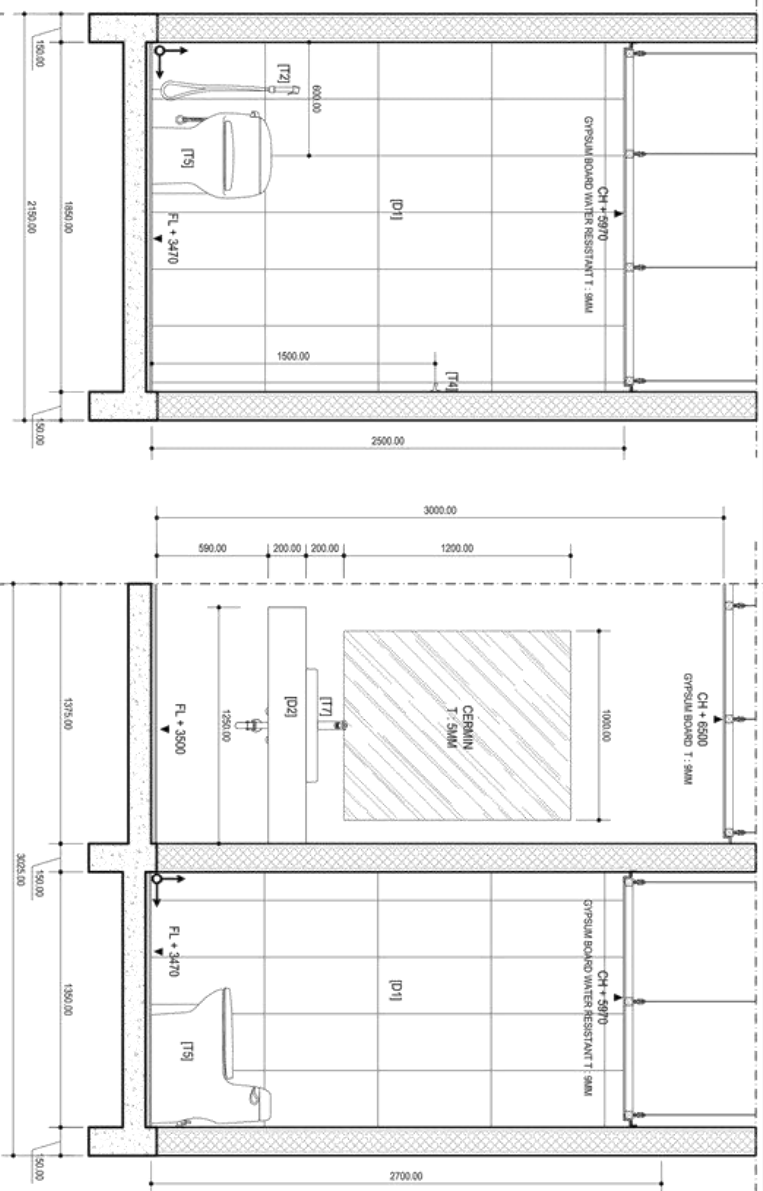 CH + 5970
GYPSUM BOARD WATER RESISTANT T : 9MM
[D1]
600.00
[T2]
[T5]
[T4]
1500.00
2500.00
FL + 3470
150.00
1850.00
150.00
2150.00
3000.00
590.00
200.00
200.00
1200.00
CH + 6500
GYPSUM BOARD T : 9MM
1000.00
CERMIN
T : 5MM
[T7]
[D2]
1250.00
FL + 3500
CH + 5970
GYPSUM BOARD WATER RESISTANT T : 9MM
[D1]
[T5]
FL + 3470
2700.00
1375.00
150.00
1350.00
150.00
3025.00